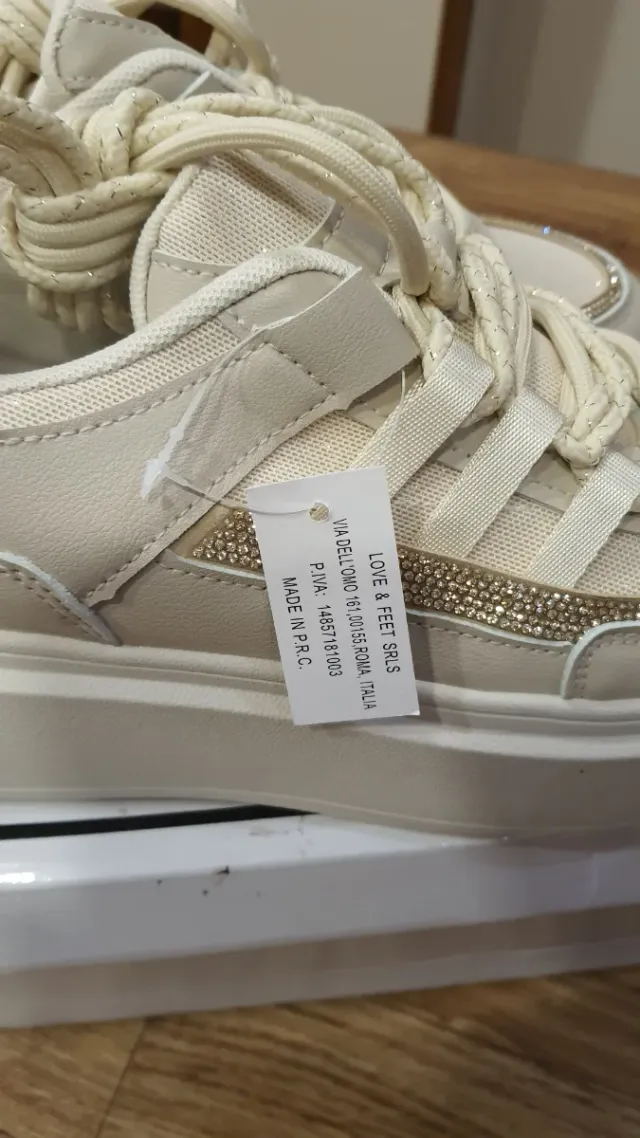 LOVE & FEET SRLS
VIA DELL'OMO 161,00155,ROMA, ITALIA
P.IVA: 14857181003
MADE IN P.R.C.